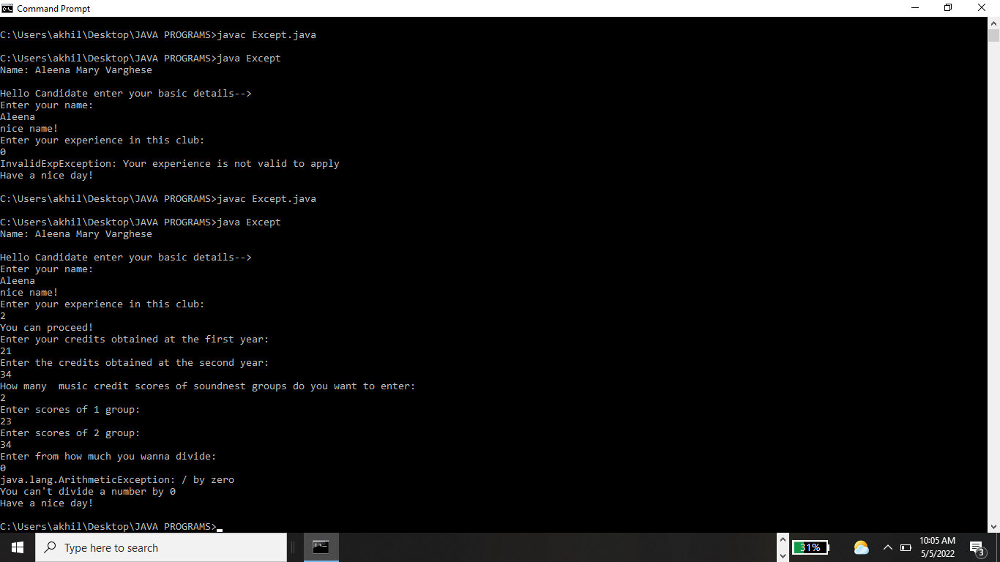 Command Prompt
C:\Users\akhil\Desktop\JAVA PROGRAMS>javac Except.java
C:\Users\akhil\Desktop\JAVA PROGRAMS>java Except
Name: Aleena Mary Varghese
Hello Candidate enter your basic details-->
Enter your name:
Aleena
nice name!
Enter your experience in this club:
0
InvalidExpException: Your experience is not valid to apply
Have a nice day!
C:\Users\akhil\Desktop\JAVA PROGRAMS>javac Except.java
C:\Users\akhil\Desktop\JAVA PROGRAMS>java Except
Name: Aleena Mary Varghese
Hello Candidate enter your basic details-->
Enter your name:
Aleena
nice name!
Enter your experience in this club:
2
You can proceed!
Enter your credits obtained at the first year:
21
Enter the credits obtained at the second year:
34
How many  music credit scores of soundnest groups do you want to enter:
2
Enter scores of 1 group:
23
Enter scores of 2 group:
34
Enter from how much you wanna divide:
0
java.lang.ArithmeticException: / by zero
You can't divide a number by 0
Have a nice day!
C:\Users\akhil\Desktop\JAVA PROGRAMS>
Type here to search
31%
10:05 AM
5/5/2022
3